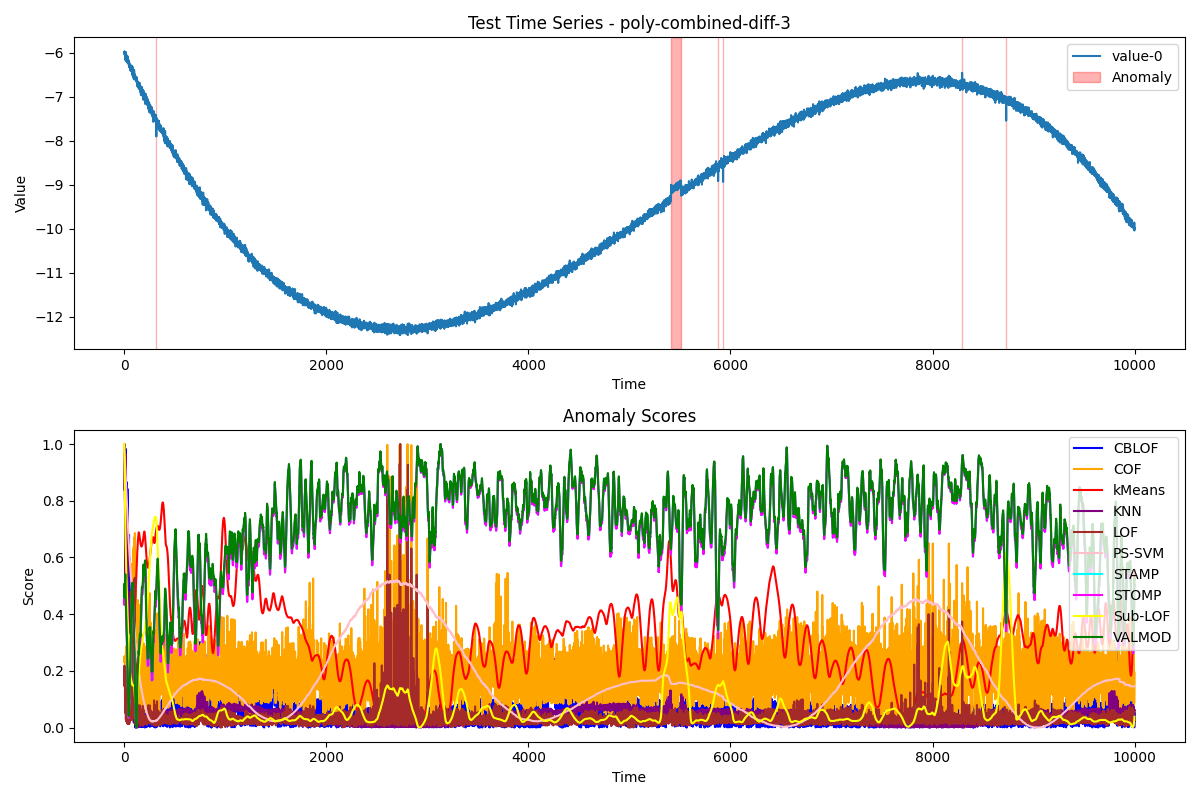 Test Time Series - poly-combined-diff-3
Value
−6
−7
−8
−9
−10
−11
−12
value-0
Anomaly
0
2000
4000
6000
8000
10000
Time
Anomaly Scores
Score
1.0
0.8
0.6
0.4
0.2
0.0
CBLOF
COF
kMeans
KNN
LOF
PS-SVM
STAMP
STOMP
Sub-LOF
VALMOD
0
2000
4000
6000
8000
10000
Time